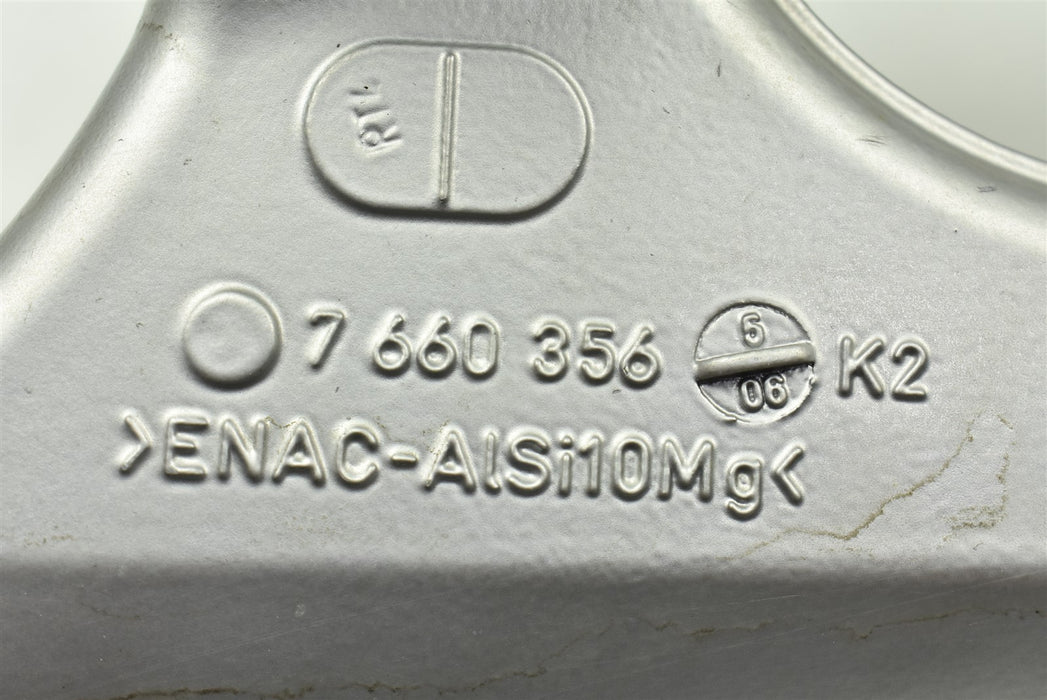 RTL
7 660 356 5 06 K2
>ENAC-AlSi10Mg<